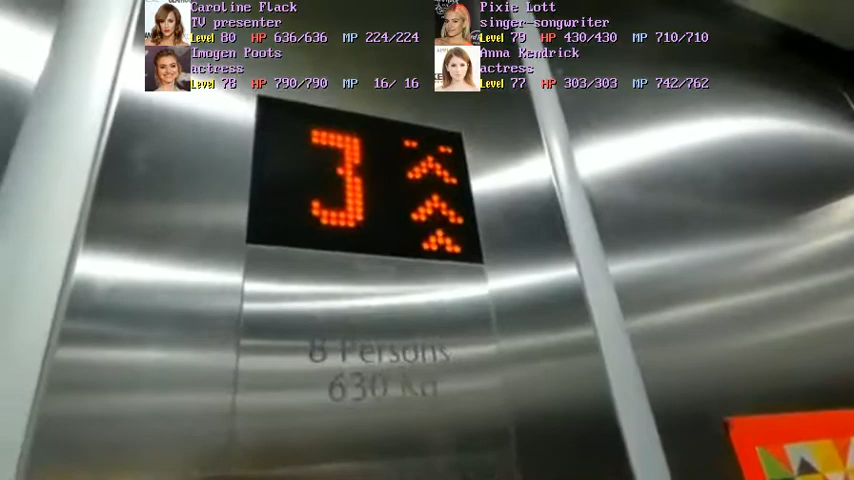 Caroline Flack
TV presenter
Level 80 HP 636/636 MP 224/224
Imogen Poots
actress
Level 78 HP 790/790 MP 16/ 16
Pixie Lott
singer-songwriter
Level 79 HP 430/430 MP 710/710
Anna Kendrick
actress
Level 77 HP 303/303 MP 742/762
3
8 Persons
630 Kg